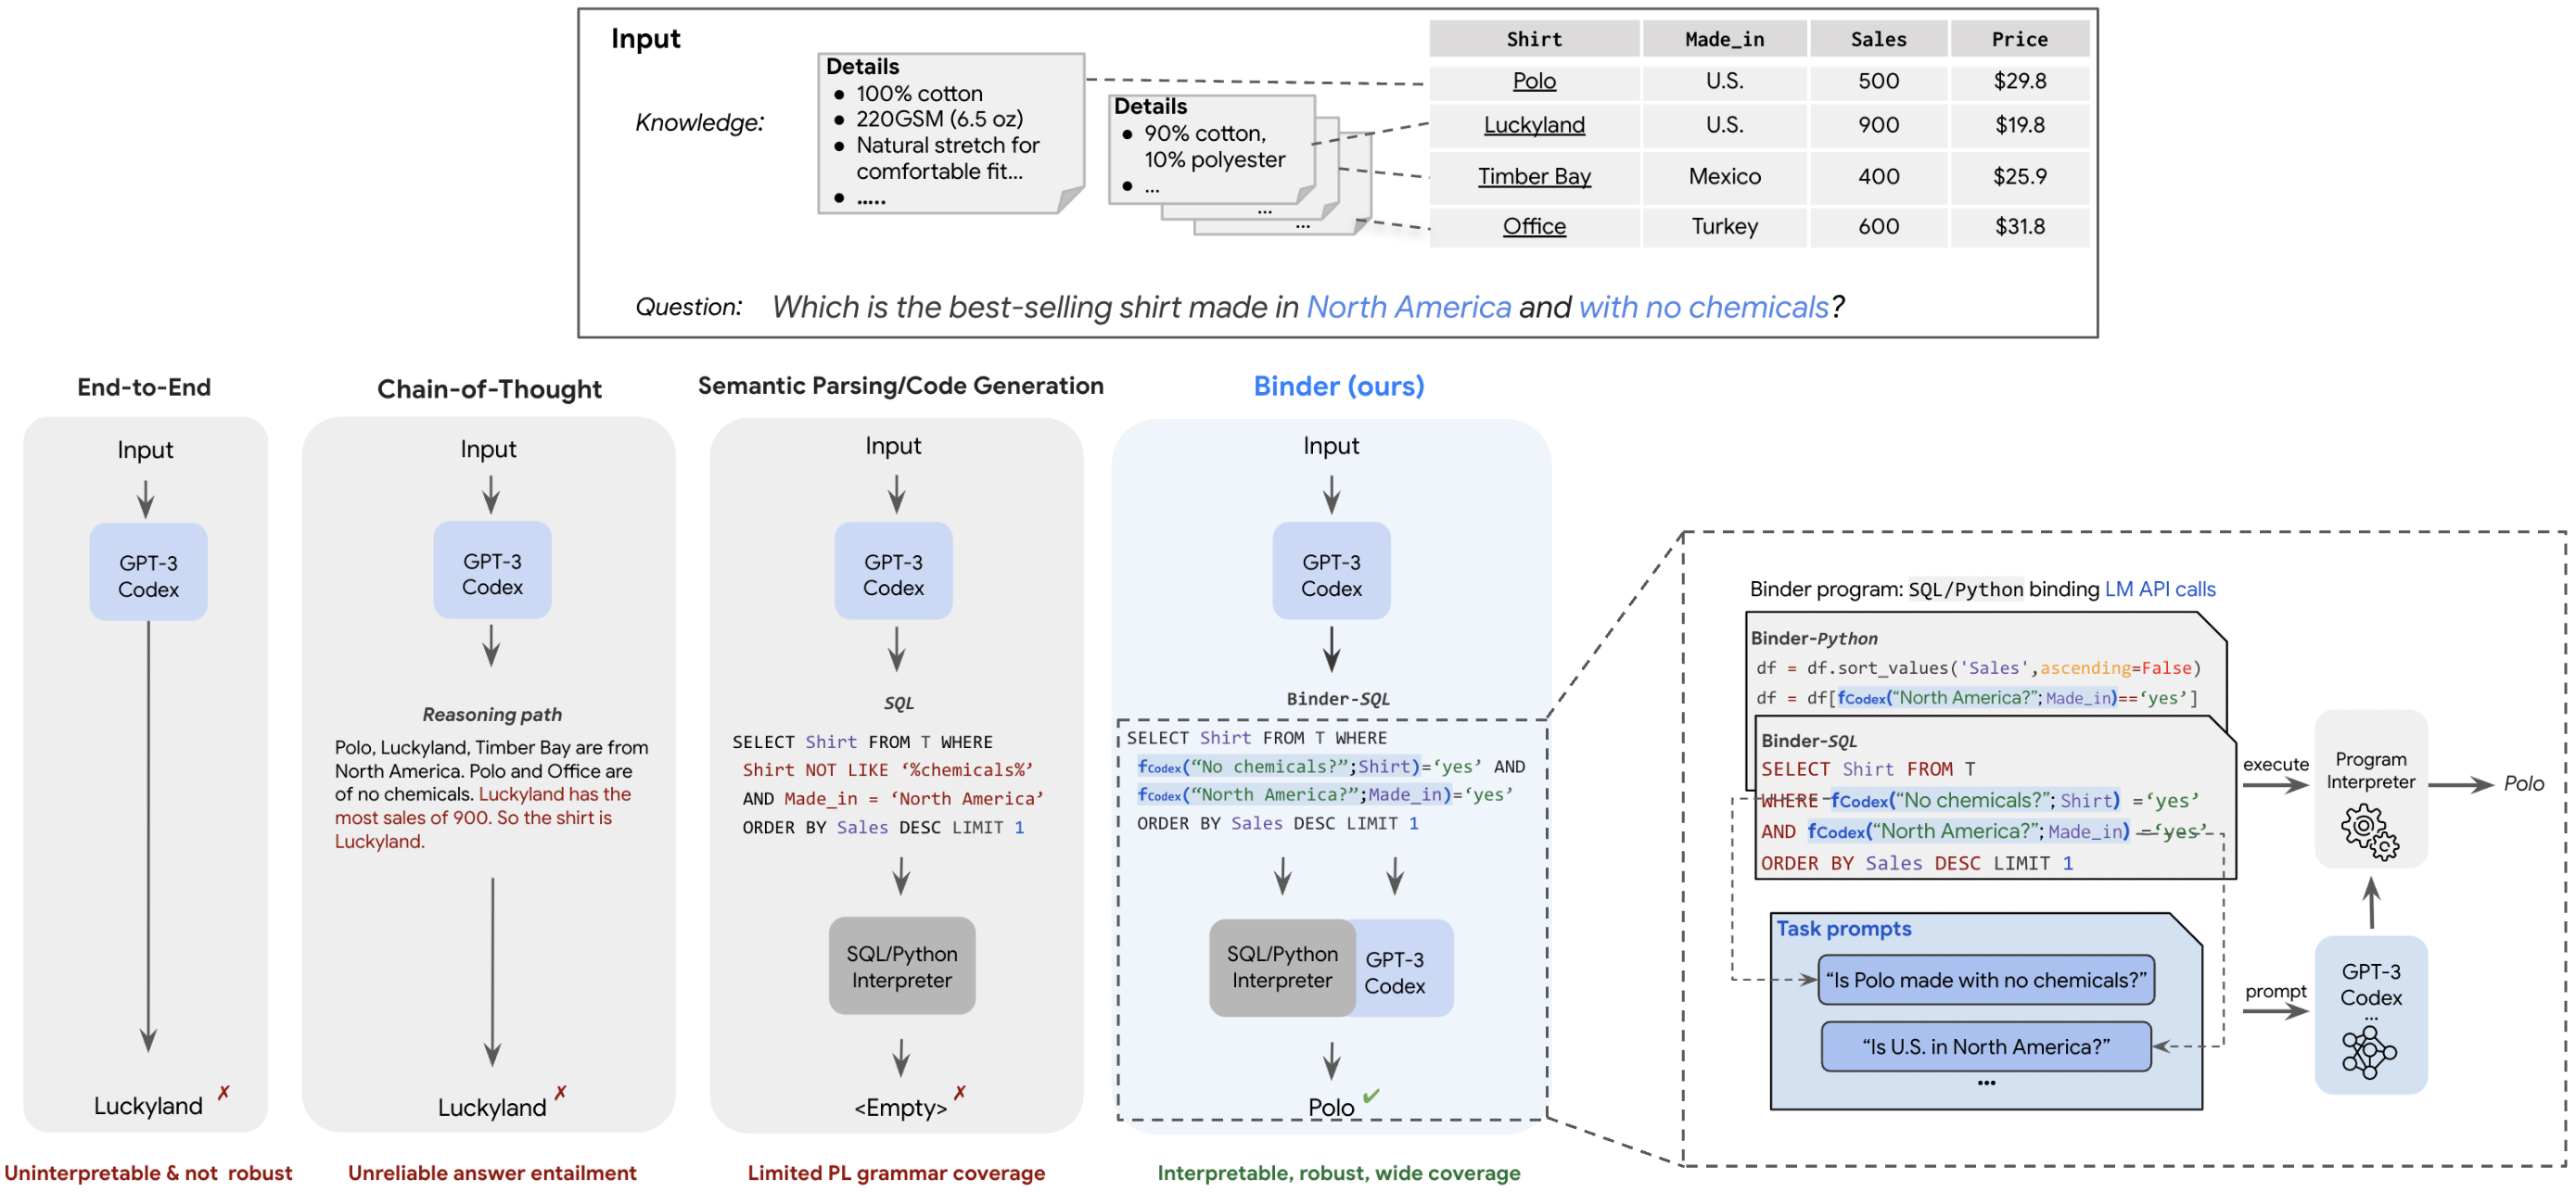 Input
Knowledge:
Details
● 100% cotton
● 220GSM (6.5 oz)
● Natural stretch for
comfortable fit...
● .....
Details
● 90% cotton,
10% polyester
● ...
...
...
Shirt Made_in Sales Price
Polo U.S. 500 $29.8
Luckyland U.S. 900 $19.8
Timber Bay Mexico 400 $25.9
Office Turkey 600 $31.8
Question: Which is the best-selling shirt made in North America and with no chemicals?
End-to-End
Input
GPT-3
Codex
Luckyland ✗
Uninterpretable & not robust
Chain-of-Thought
Input
GPT-3
Codex
Reasoning path
Polo, Luckyland, Timber Bay are from
North America. Polo and Office are
of no chemicals. Luckyland has the
most sales of 900. So the shirt is
Luckyland.
Luckyland ✗
Unreliable answer entailment
Semantic Parsing/Code Generation
Input
GPT-3
Codex
SQL
SELECT Shirt FROM T WHERE
Shirt NOT LIKE ‘%chemicals%’
AND Made_in = ‘North America’
ORDER BY Sales DESC LIMIT 1
SQL/Python
Interpreter
<Empty> ✗
Limited PL grammar coverage
Binder (ours)
Input
GPT-3
Codex
Binder-SQL
SELECT Shirt FROM T WHERE
fCodex(“No chemicals?”;Shirt)=‘yes’ AND
fCodex(“North America?”;Made_in)=‘yes’
ORDER BY Sales DESC LIMIT 1
SQL/Python
Interpreter
GPT-3
Codex
Polo ✓
Interpretable, robust, wide coverage
Binder program: SQL/Python binding LM API calls
Binder-Python
df = df.sort_values('Sales',ascending=False)
df = df[fCodex(“North America?”;Made_in)==‘yes’]
Binder-SQL
SELECT Shirt FROM T
WHERE fCodex(“No chemicals?”;Shirt) =‘yes’
AND fCodex(“North America?”;Made_in) =‘yes’
ORDER BY Sales DESC LIMIT 1
execute
Program
Interpreter
Polo
Task prompts
“Is Polo made with no chemicals?”
“Is U.S. in North America?”
...
prompt
GPT-3
Codex
...